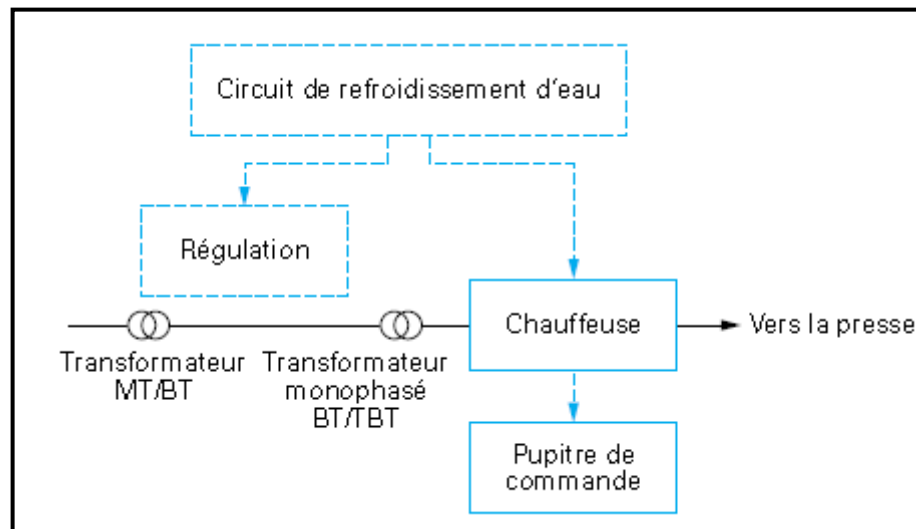 Circuit de refroidissement d'eau
Régulation
Chauffeuse
Vers la presse
Transformateur
MT/BT
Transformateur
monophasé
BT/TBT
Pupitre de
commande